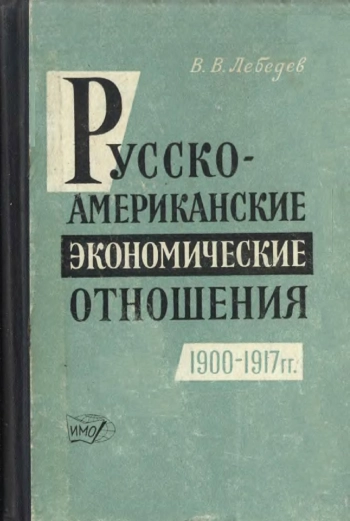 В. В. Лебедев
РУССКО-
АМЕРИКАНСКИЕ
ЭКОНОМИЧЕСКИЕ
ОТНОШЕНИЯ
1900-1917 гг.
ИМО